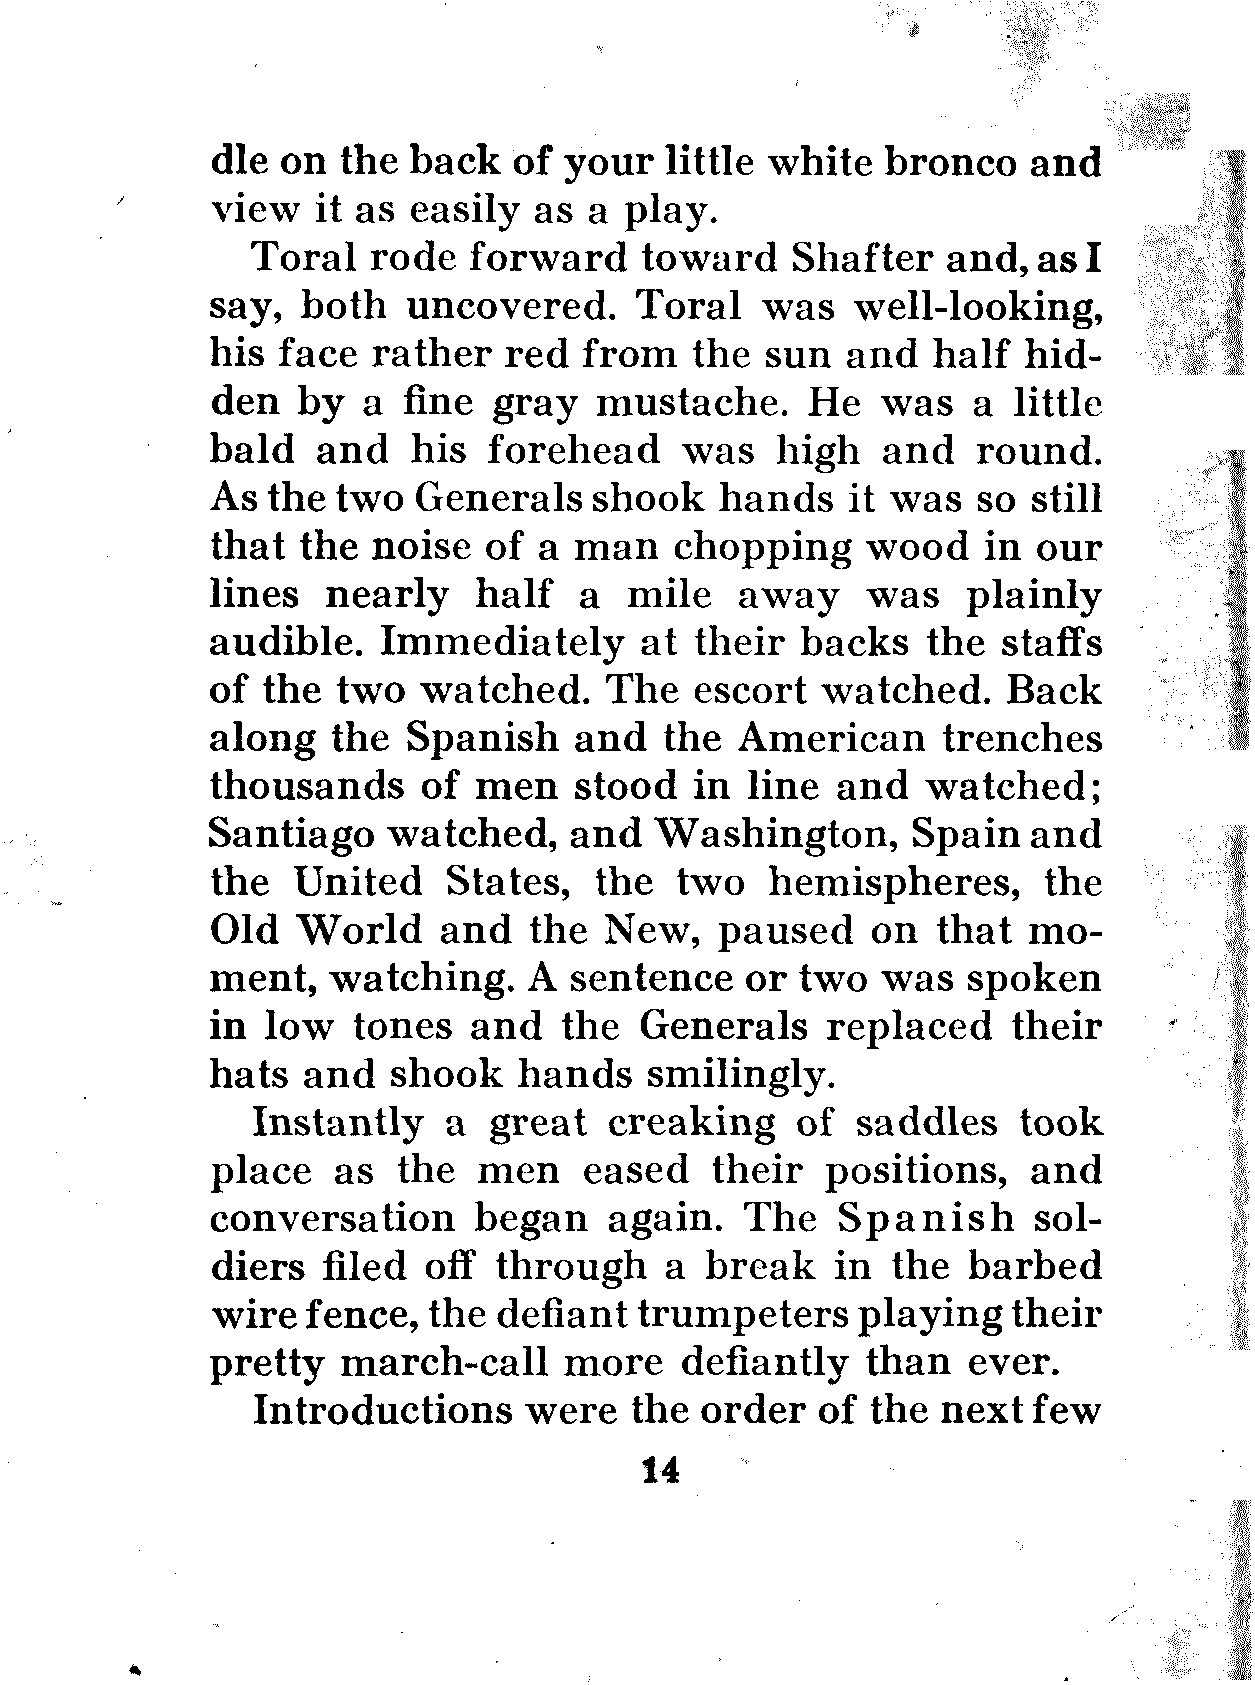 dle on the back of your little white bronco and
view it as easily as a play.
Toral rode forward toward Shafter and, as I
say, both uncovered. Toral was well-looking,
his face rather red from the sun and half hid-
den by a fine gray mustache. He was a little
bald and his forehead was high and round.
As the two Generals shook hands it was so still
that the noise of a man chopping wood in our
lines nearly half a mile away was plainly
audible. Immediately at their backs the staffs
of the two watched. The escort watched. Back
along the Spanish and the American trenches
thousands of men stood in line and watched;
Santiago watched, and Washington, Spain and
the United States, the two hemispheres, the
Old World and the New, paused on that mo-
ment, watching. A sentence or two was spoken
in low tones and the Generals replaced their
hats and shook hands smilingly.
Instantly a great creaking of saddles took
place as the men eased their positions, and
conversation began again. The Spanish sol-
diers filed off through a break in the barbed
wire fence, the defiant trumpeters playing their
pretty march-call more defiantly than ever.
Introductions were the order of the next few
14